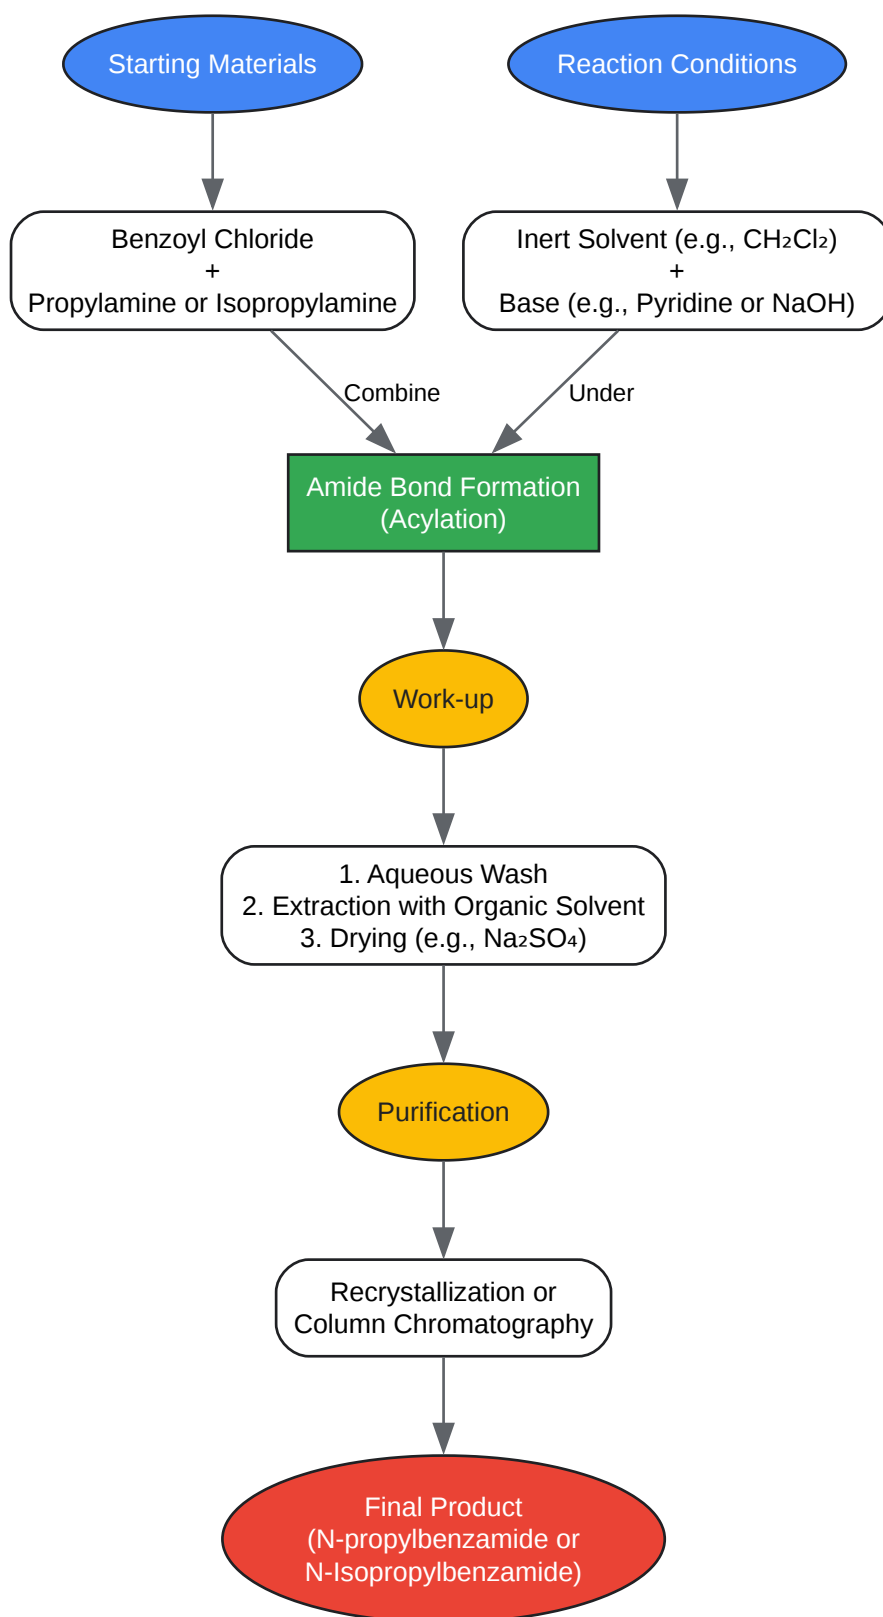 Starting Materials
Reaction Conditions
Benzoyl Chloride
+
Propylamine or Isopropylamine
Inert Solvent (e.g., CH₂Cl₂)
+
Base (e.g., Pyridine or NaOH)
Combine
Under
Amide Bond Formation
(Acylation)
Work-up
1. Aqueous Wash
2. Extraction with Organic Solvent
3. Drying (e.g., Na₂SO₄)
Purification
Recrystallization or
Column Chromatography
Final Product
(N-propylbenzamide or
N-Isopropylbenzamide)